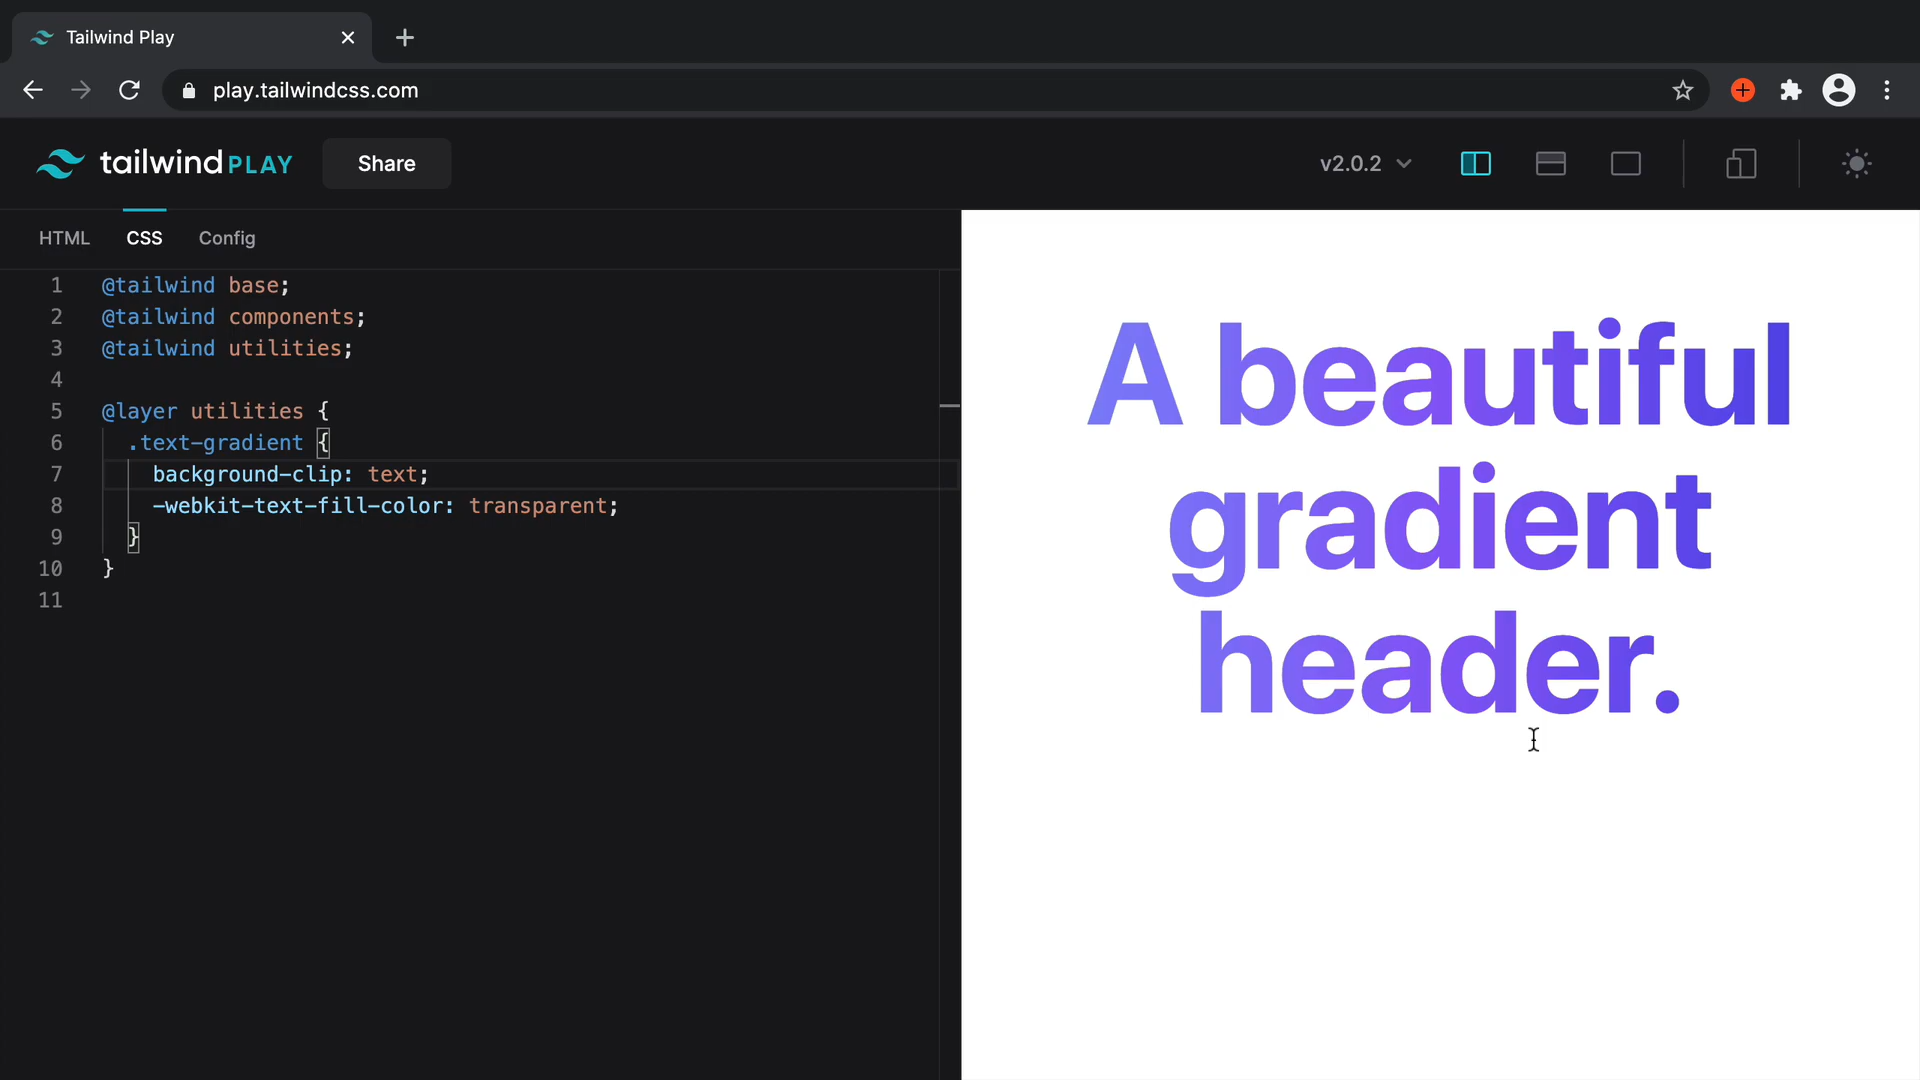 Tailwind Play
play.tailwindcss.com
tailwind PLAY
Share
v2.0.2
HTML CSS Config
1 @tailwind base;
2 @tailwind components;
3 @tailwind utilities;
4
5 @layer utilities {
6 .text-gradient {
7 background-clip: text;
8 -webkit-text-fill-color: transparent;
9 }
10 }
11
A beautiful
gradient
header.